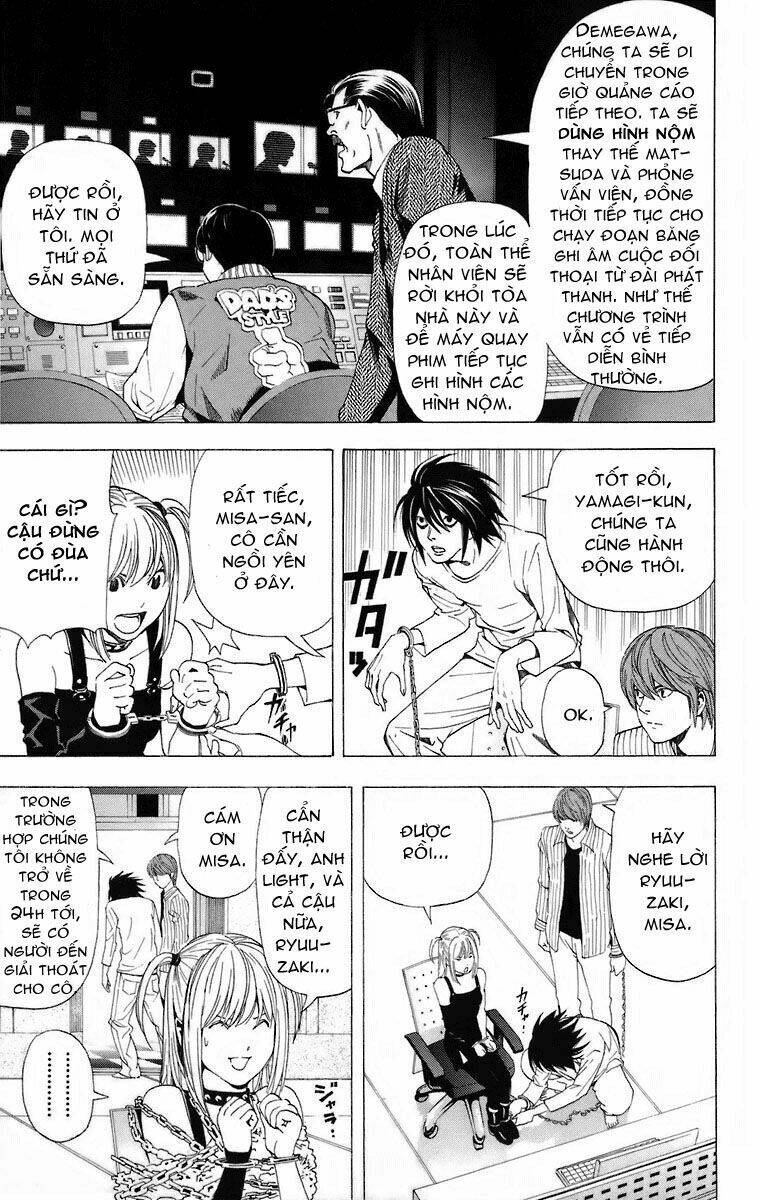 DEMEGAWA,
CHÚNG TA SẼ DI
CHUYỂN TRONG
GIỜ QUẢNG CÁO
TIẾP THEO. TA SẼ
DÙNG HÌNH NỘM
THAY THẾ MAT-
SUDA VÀ PHỎNG
VẤN VIÊN, ĐỒNG
THỜI TIẾP TỤC CHO
CHẠY ĐOẠN BĂNG
GHI ÂM CUỘC ĐỐI
THOẠI TỪ ĐÀI PHÁT
THANH. NHƯ THẾ
CHƯƠNG TRÌNH
VẪN CÓ VẺ TIẾP
DIỄN BÌNH
THƯỜNG.
TRONG LÚC
ĐÓ, TOÀN THỂ
NHÂN VIÊN SẼ
RỜI KHỎI TÒA
NHÀ NÀY VÀ
ĐỂ MÁY QUAY
PHIM TIẾP TỤC
GHI HÌNH CÁC
HÌNH NỘM.
ĐƯỢC RỒI,
HÃY TIN Ở
TÔI. MỌI
THỨ ĐÃ
SẴN SÀNG.
DAD'S
STYLE
TỐT RỒI,
YAMAGI-KUN,
CHÚNG TA
CŨNG HÀNH
ĐỘNG THÔI.
OK.
ガタッ
RẤT TIẾC,
MISA-SAN,
CÔ CẦN
NGỒI YÊN
Ở ĐÂY.
CÁI GÌ?
CẬU ĐỪNG
CÓ ĐÙA
CHỨ...
ガチャ
HÃY NGHE LỜI
RYUU-
ZAKI,
MISA.
ĐƯỢC
RỒI...
CẨN
THẬN
ĐẤY, ANH
LIGHT, VÀ
CẢ CẬU
NỮA,
RYUU-
ZAKI...
CÁM
ƠN
MISA.
TRONG
TRƯỜNG
HỢP CHÚNG
TÔI KHÔNG
TRỞ VỀ
TRONG
24H TỚI,
SẼ CÓ
NGƯỜI ĐẾN
GIẢI THOÁT
CHO CÔ.
.........